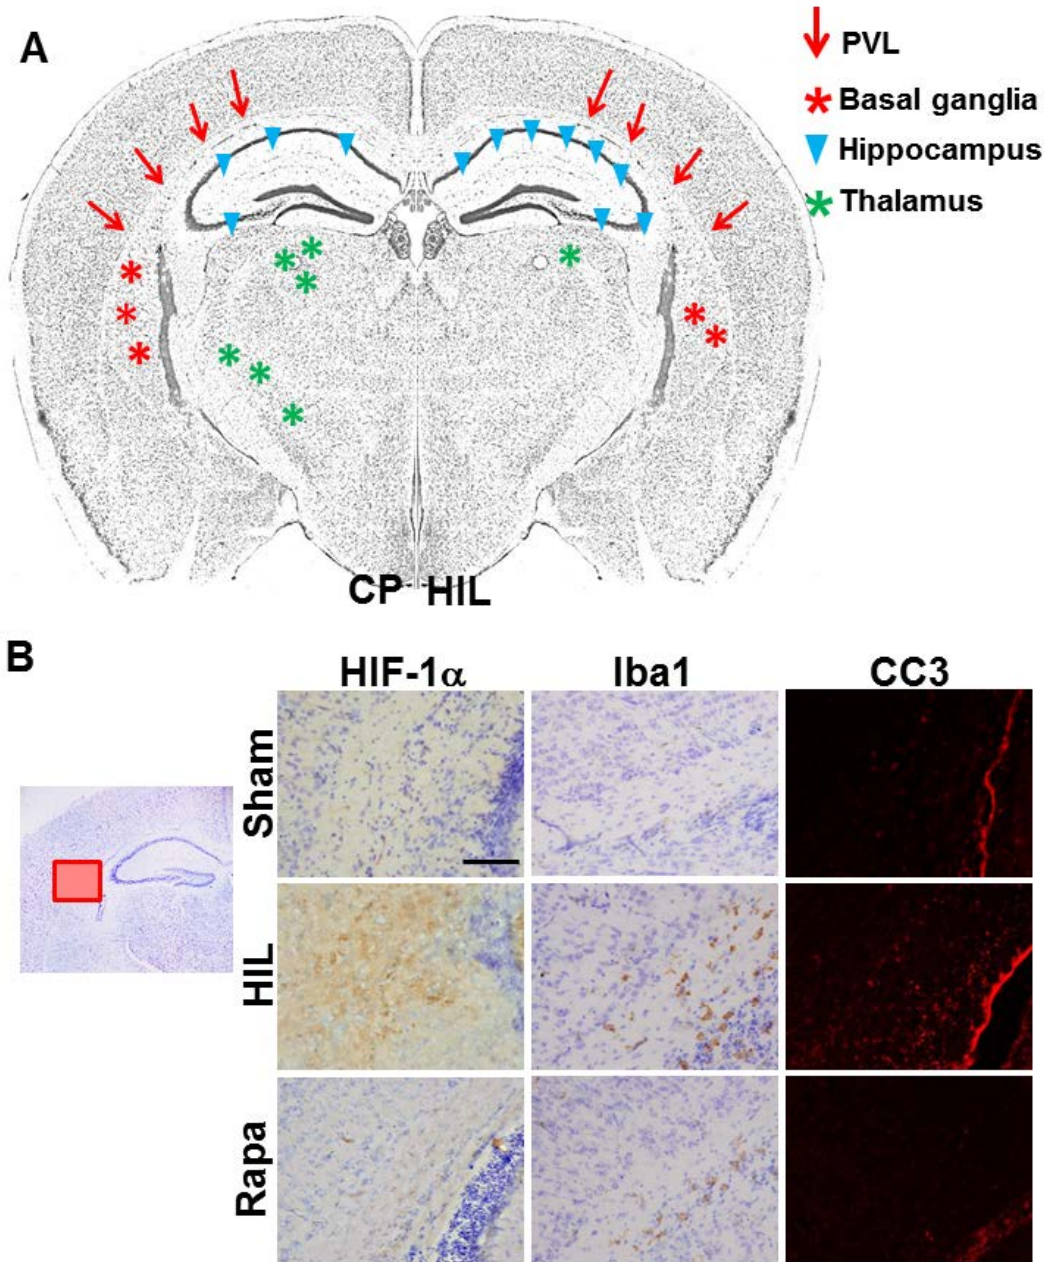 A
PVL
* Basal ganglia
Hippocampus
* Thalamus
CP HIL
B
HIF-1α Iba1 CC3
Sham
HIL
Rapa